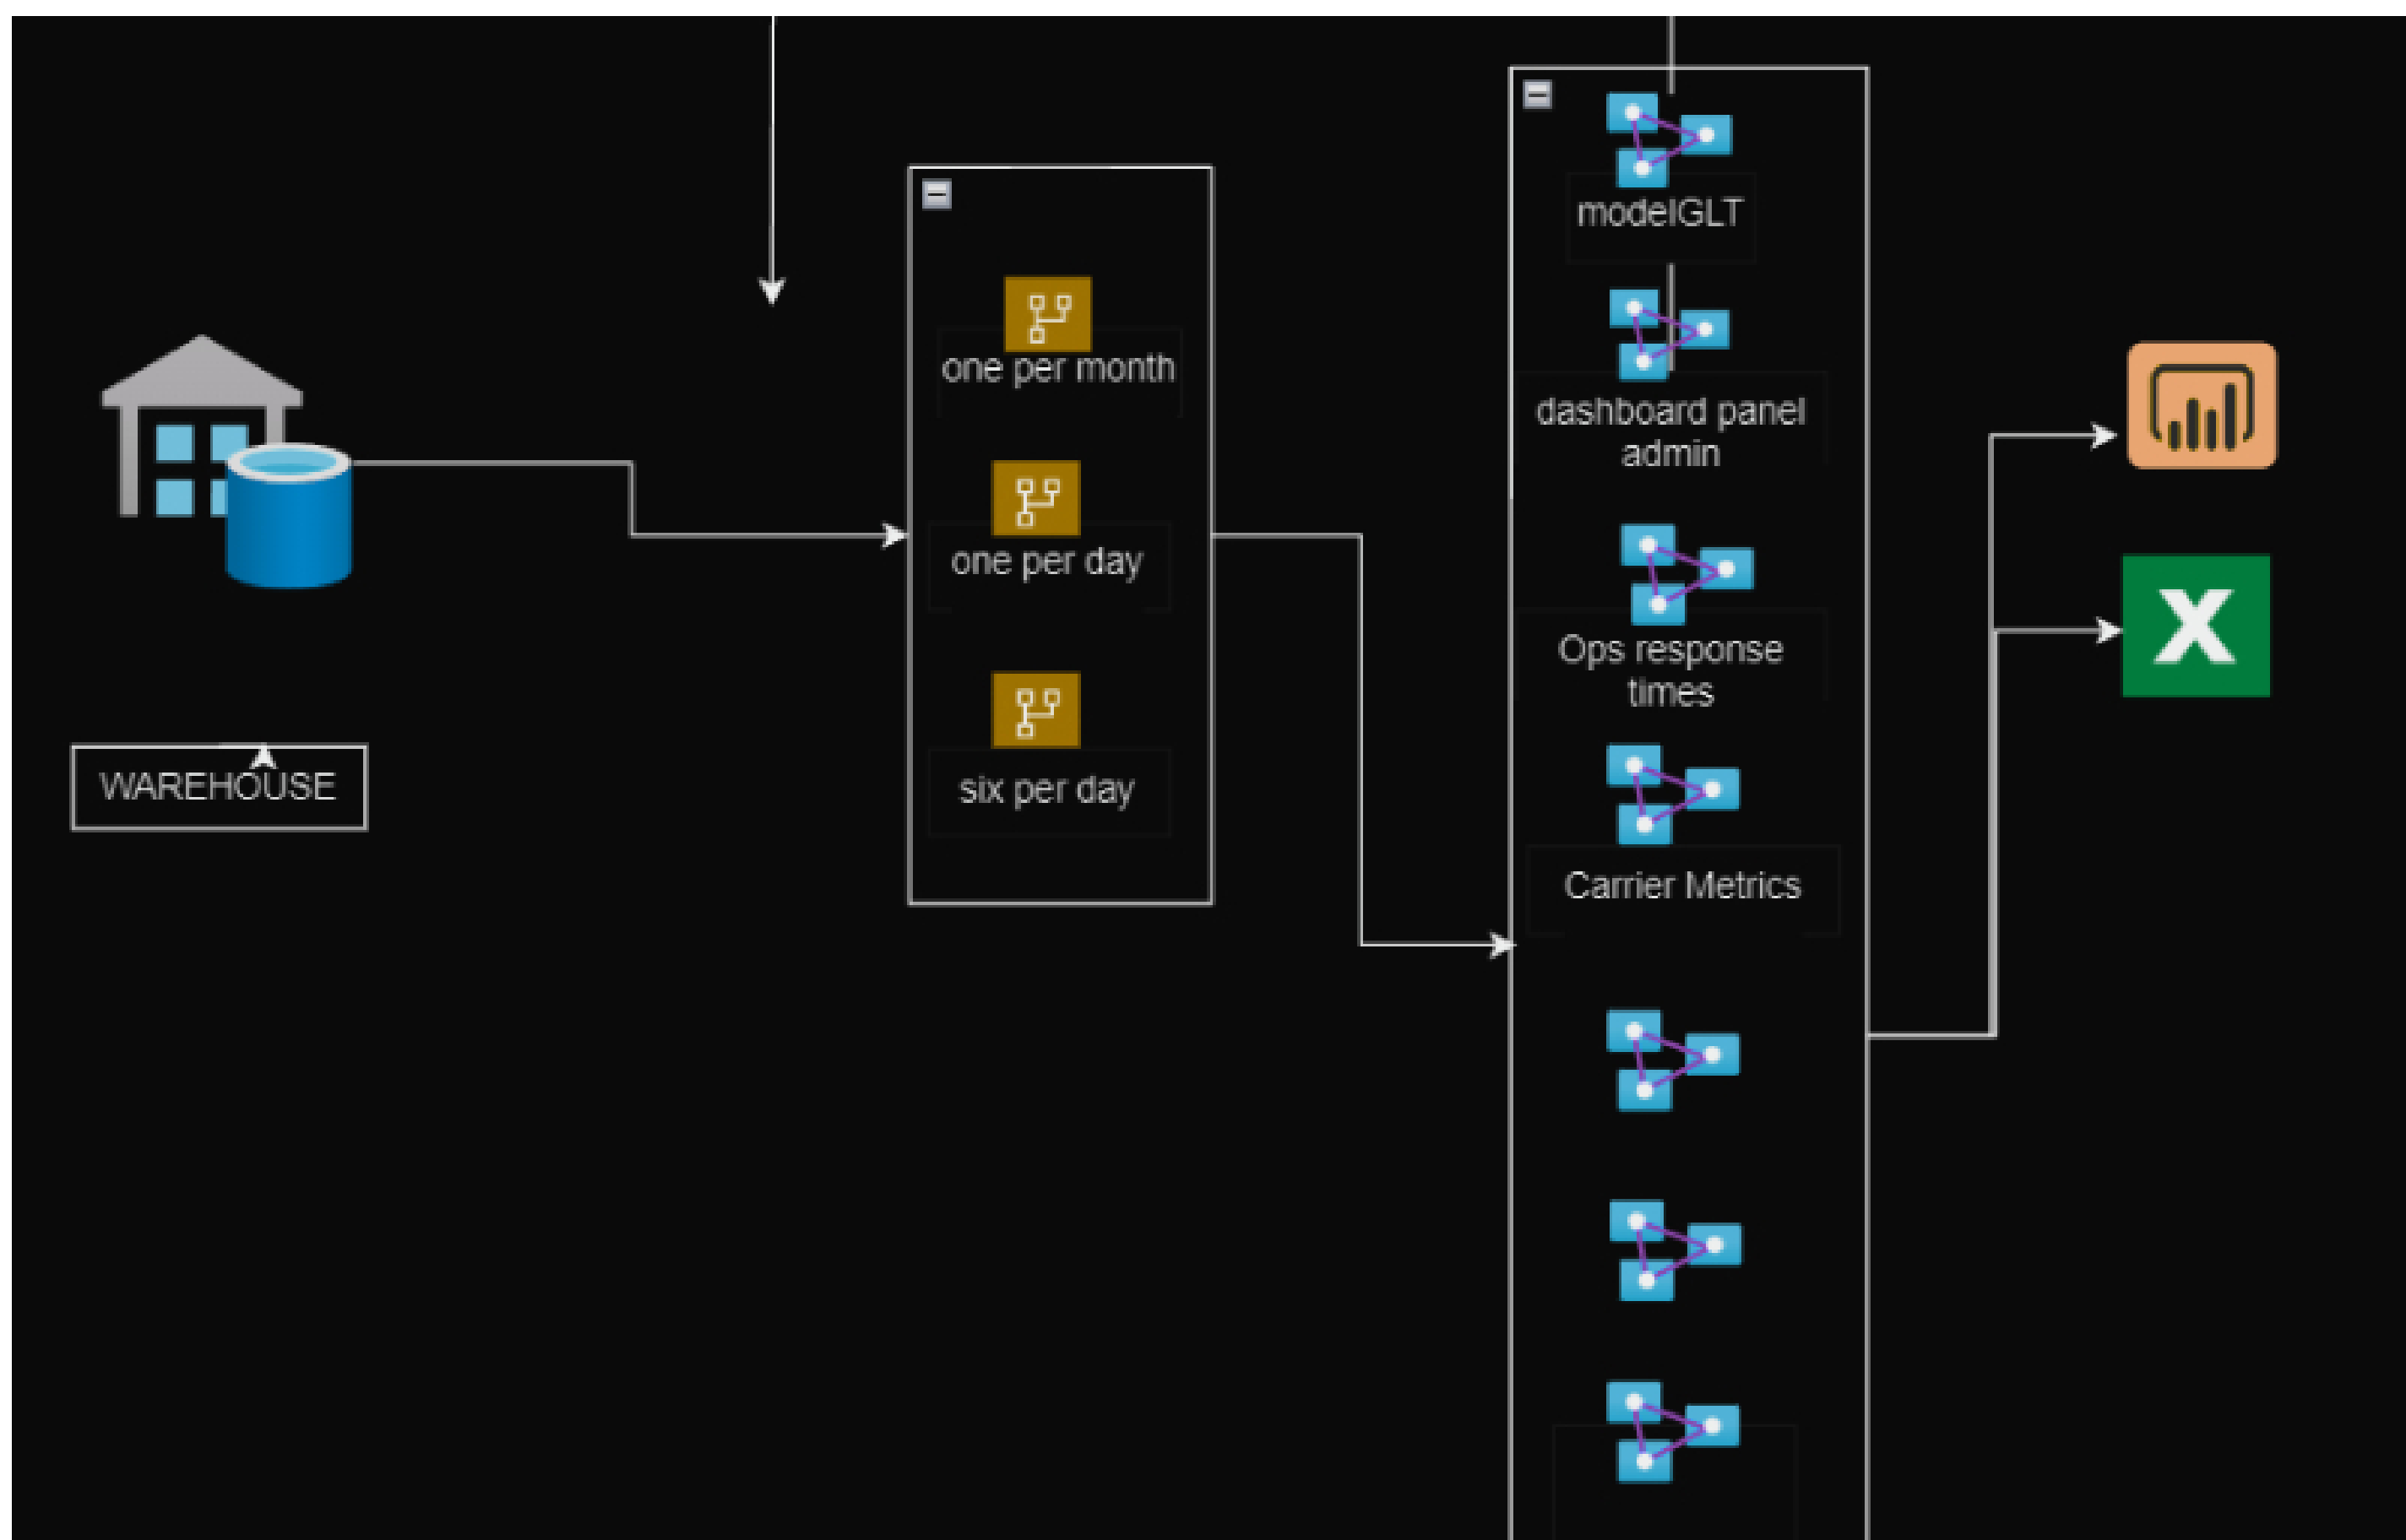 WAREHOUSE
one per month
one per day
six per day
modelGLT
dashboard panel
admin
Ops response
times
Carrier Metrics
X